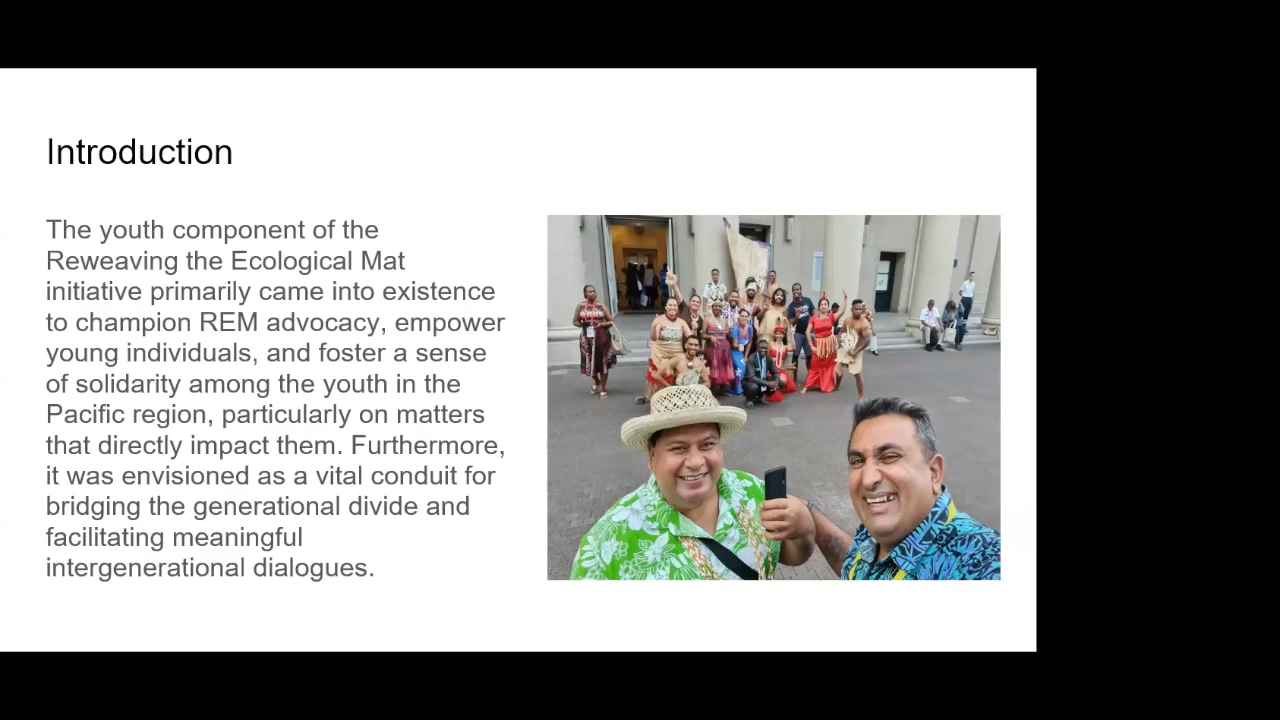 Introduction
The youth component of the
Reweaving the Ecological Mat
initiative primarily came into existence
to champion REM advocacy, empower
young individuals, and foster a sense
of solidarity among the youth in the
Pacific region, particularly on matters
that directly impact them. Furthermore,
it was envisioned as a vital conduit for
bridging the generational divide and
facilitating meaningful
intergenerational dialogues.